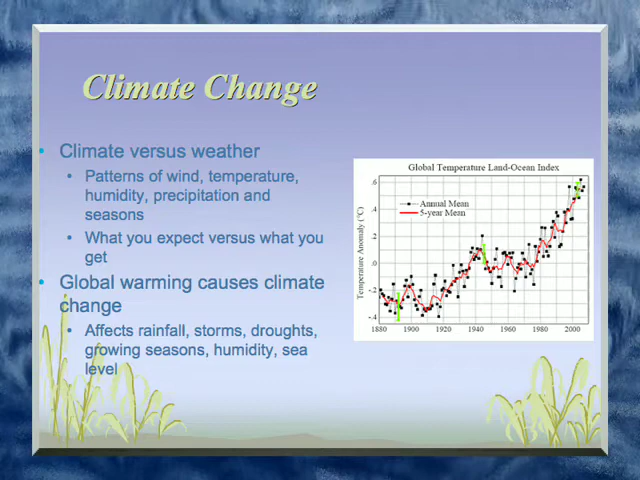 Climate Change
• Climate versus weather
• Patterns of wind, temperature,
humidity, precipitation and
seasons
• What you expect versus what you
get
• Global warming causes climate
change
• Affects rainfall, storms, droughts,
growing seasons, humidity, sea
level
Global Temperature Land-Ocean Index
Annual Mean
5-year Mean
Temperature Anomaly (°C)
.6
.4
.2
.0
-.2
-.4
1880 1900 1920 1940 1960 1980 2000